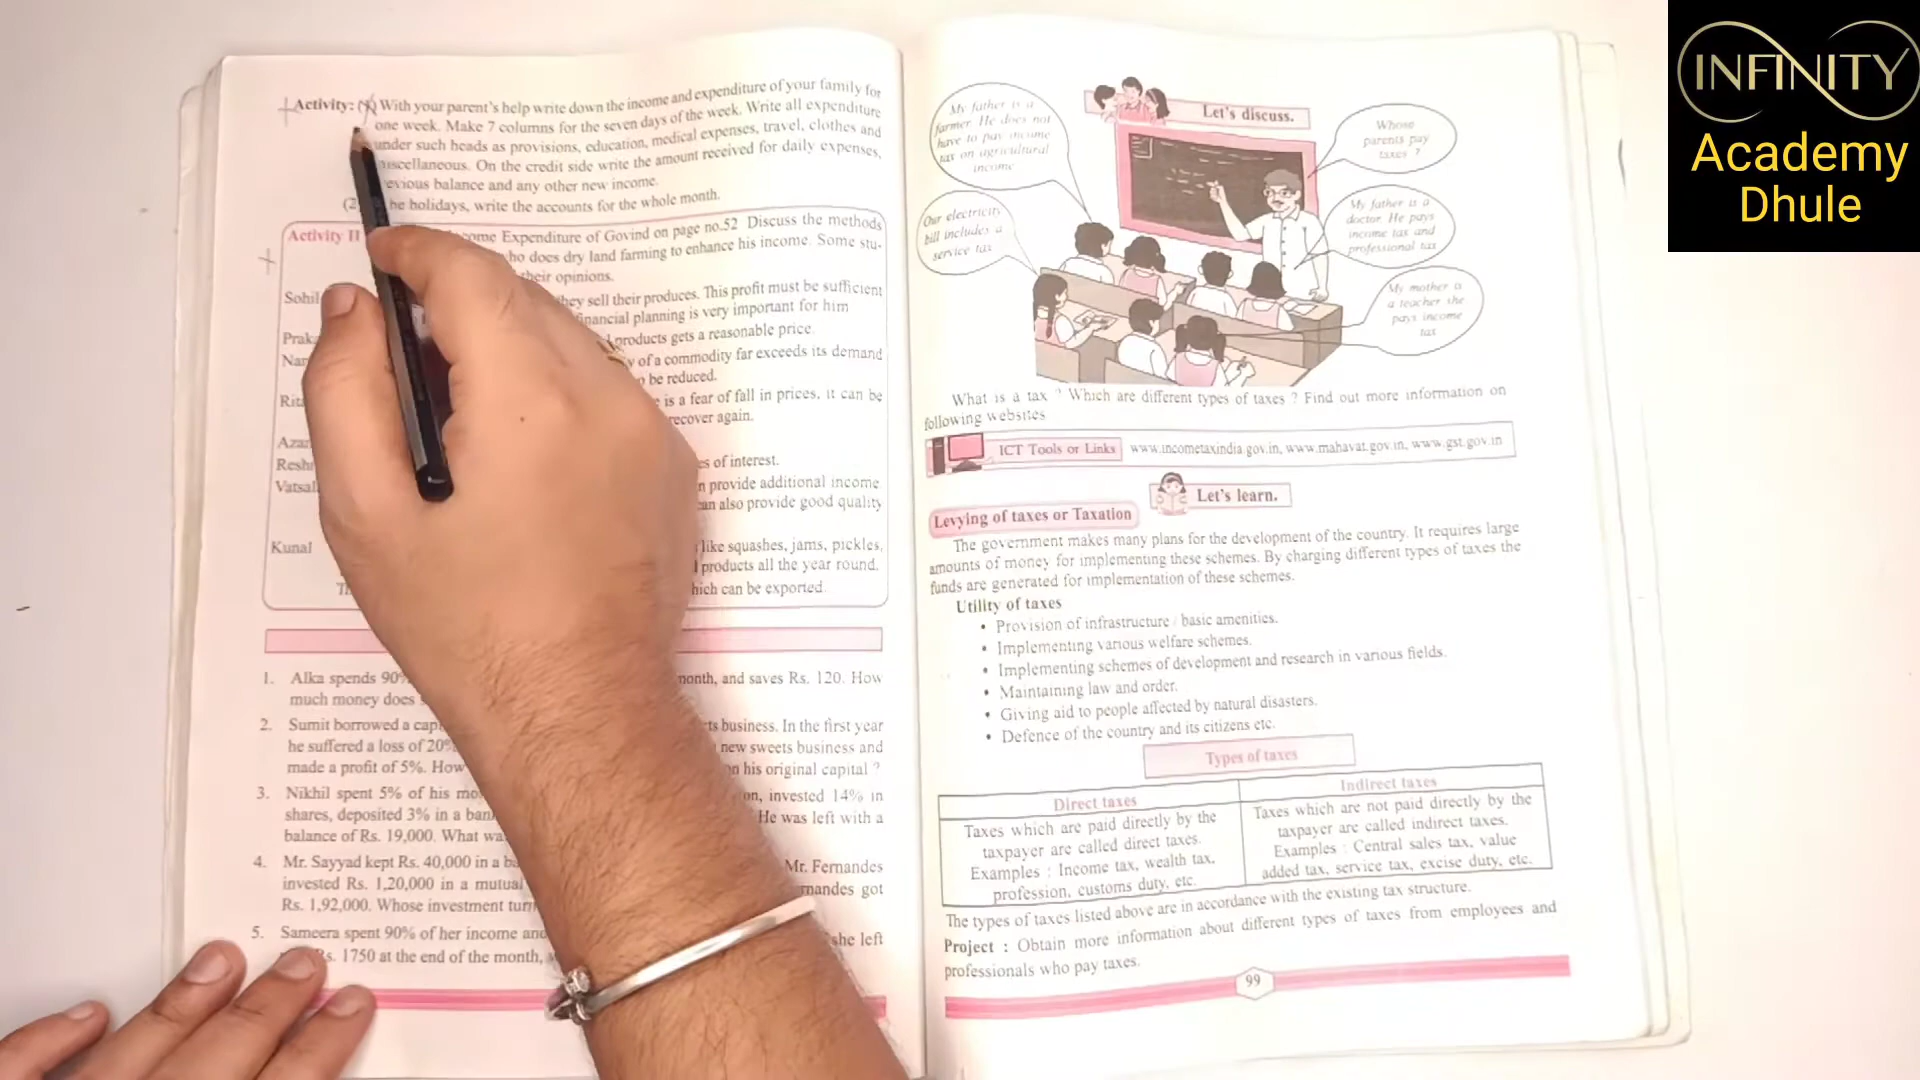 Activity: (1) With your parent's help write down the income and expenditure of your family for
one week. Make 7 columns for the seven days of the week. Write all expenditure
under such heads as provisions, education, medical expenses, travel, clothes and
miscellaneous. On the credit side write the amount received for daily expenses,
evious balance and any other new income.
(2 he holidays, write the accounts for the whole month.
Activity II ome Expenditure of Govind on page no.52 Discuss the methods
ho does dry land farming to enhance his income. Some stu-
their opinions.
Sohil hey sell their produces. This profit must be sufficient
inancial planning is very important for him
Prak products gets a reasonable price.
Nar y of a commodity far exceeds its demand
be reduced.
Rita is a fear of fall in prices, it can be
recover again.
Azar
Resh es of interest.
Vatsal n provide additional income.
an also provide good quality
Kunal like squashes, jams, pickles,
products all the year round.
Th hich can be exported.
1. Alka spends 90% month, and saves Rs. 120. How
much money does s
2. Sumit borrowed a cap ts business. In the first year
he suffered a loss of 20% new sweets business and
made a profit of 5%. How on his original capital ?
3. Nikhil spent 5% of his mo on, invested 14% in
shares, deposited 3% in a ban He was left with a
balance of Rs. 19,000. What wa
4. Mr. Sayyad kept Rs. 40,000 in a ba Mr. Fernandes
invested Rs. 1,20,000 in a mutual rnandes got
Rs. 1,92,000. Whose investment turn
5. Sameera spent 90% of her income and she left
Rs. 1750 at the end of the month,
Let's discuss.
My father is a
farmer. He does not
have to pay income
tax on agricultural
income
Whose
parents pay
taxes ?
Our electricity
bill includes a
service tax
My father is a
doctor. He pays
income tax and
professional tax
My mother is
a teacher she
pays income
tax
What is a tax ? Which are different types of taxes ? Find out more information on
following websites
ICT Tools or Links www.incometaxindia.gov.in, www.mahavat.gov.in, www.gst.gov.in
Let's learn.
Levying of taxes or Taxation
The government makes many plans for the development of the country. It requires large
amounts of money for implementing these schemes. By charging different types of taxes the
funds are generated for implementation of these schemes.
Utility of taxes
• Provision of infrastructure / basic amenities.
• Implementing various welfare schemes.
• Implementing schemes of development and research in various fields.
• Maintaining law and order.
• Giving aid to people affected by natural disasters.
• Defence of the country and its citizens etc.
Types of taxes
Direct taxes
Taxes which are paid directly by the
taxpayer are called direct taxes.
Examples : Income tax, wealth tax,
profession, customs duty, etc.
Indirect taxes
Taxes which are not paid directly by the
taxpayer are called indirect taxes.
Examples : Central sales tax, value
added tax, service tax, excise duty, etc.
The types of taxes listed above are in accordance with the existing tax structure.
Project : Obtain more information about different types of taxes from employees and
professionals who pay taxes.
99
INFINITY
Academy
Dhule